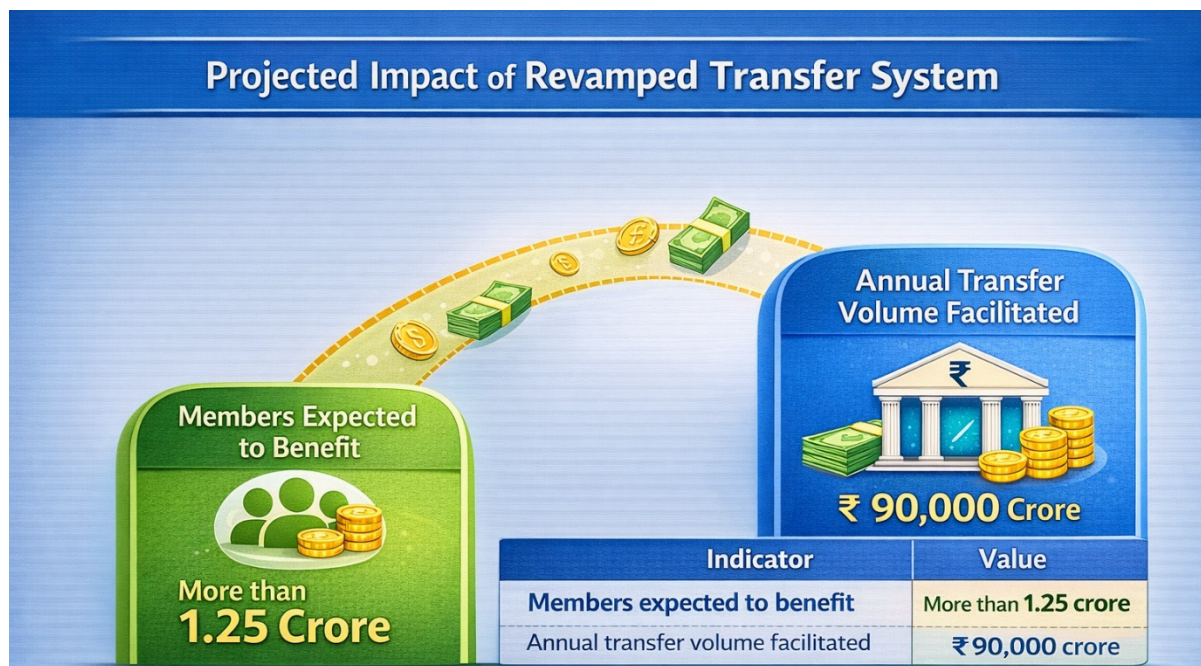 Projected Impact of Revamped Transfer System
Annual Transfer
Volume Facilitated
₹
₹ 90,000 Crore
Members Expected
to Benefit
More than
1.25 Crore
Indicator Value
Members expected to benefit More than 1.25 crore
Annual transfer volume facilitated ₹90,000 crore